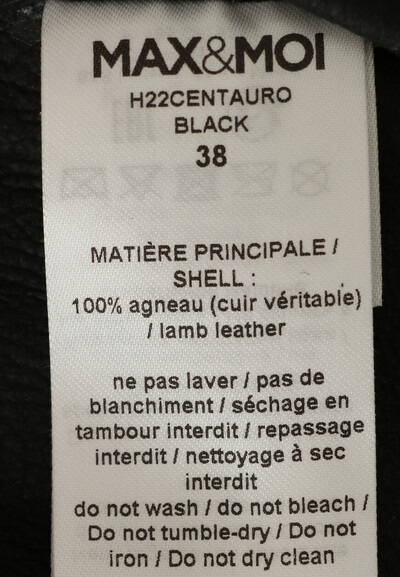 MAX&MOI
H22CENTAURO
BLACK
38
MATIÈRE PRINCIPALE /
SHELL :
100% agneau (cuir véritable)
/ lamb leather
ne pas laver / pas de
blanchiment / séchage en
tambour interdit / repassage
interdit / nettoyage à sec
interdit
do not wash / do not bleach /
Do not tumble-dry / Do not
iron / Do not dry clean